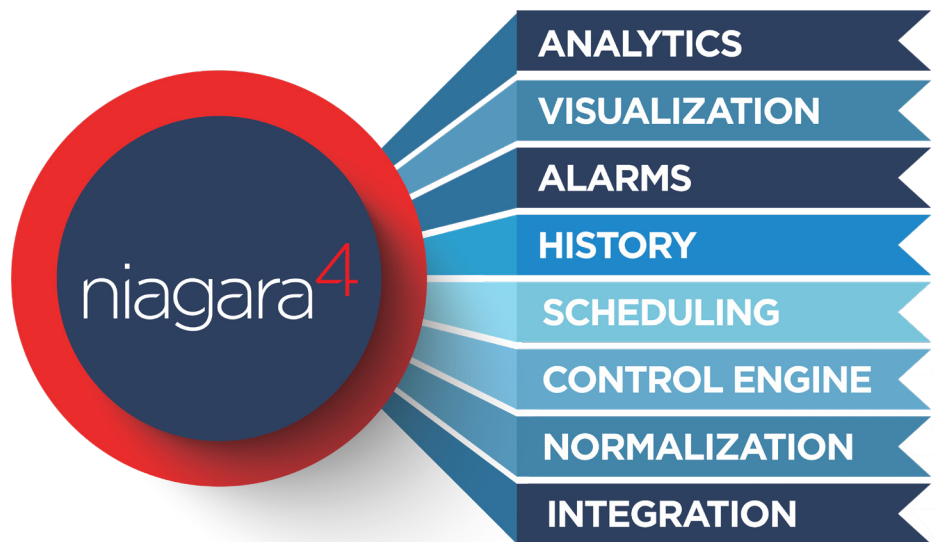 niagara4
ANALYTICS
VISUALIZATION
ALARMS
HISTORY
SCHEDULING
CONTROL ENGINE
NORMALIZATION
INTEGRATION